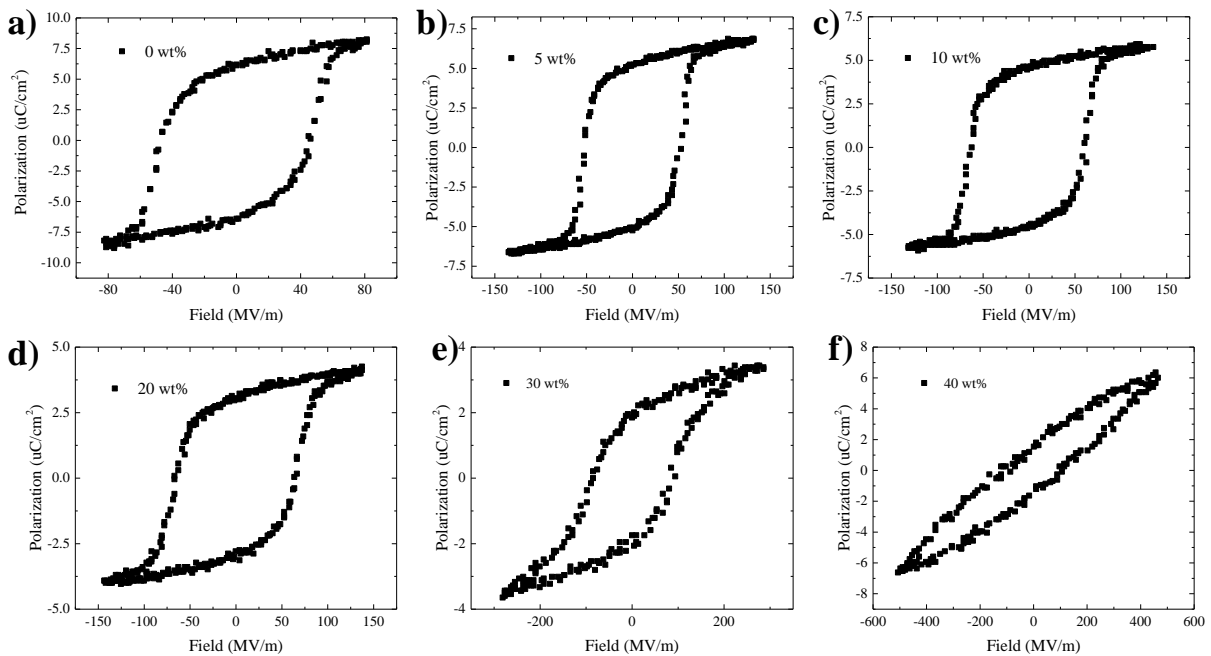 a)
10.0
7.5
5.0
2.5
0.0
-2.5
-5.0
-7.5
10.0
Polarization (uC/cm²)
0 wt%
-80 -40 0 40 80
Field (MV/m)
b)
7.5
5.0
2.5
0.0
-2.5
-5.0
-7.5
Polarization (uC/cm²)
5 wt%
-150 -100 -50 0 50 100 150
Field (MV/m)
c)
7.5
5.0
2.5
0.0
-2.5
-5.0
-7.5
Polarization (uC/cm²)
10 wt%
-150 -100 -50 0 50 100 150
Field (MV/m)
d)
5.0
2.5
0.0
-2.5
-5.0
Polarization (uC/cm²)
20 wt%
-150 -100 -50 0 50 100 150
Field (MV/m)
e)
4
2
0
-2
-4
Polarization (uC/cm²)
30 wt%
-200 0 200
Field (MV/m)
f)
8
6
4
2
0
-2
-4
-6
-8
Polarization (uC/cm²)
40 wt%
-600 -400 -200 0 200 400 600
Field (MV/m)